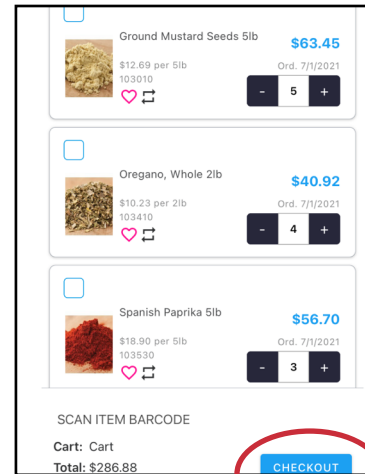 Ground Mustard Seeds 5lb
$63.45
$12.69 per 5lb
Ord. 7/1/2021
103010
- 5 +
Oregano, Whole 2lb
$40.92
$10.23 per 2lb
Ord. 7/1/2021
103410
- 4 +
Spanish Paprika 5lb
$56.70
$18.90 per 5lb
Ord. 7/1/2021
103530
- 3 +
SCAN ITEM BARCODE
Cart: Cart
Total: $286.88
CHECKOUT